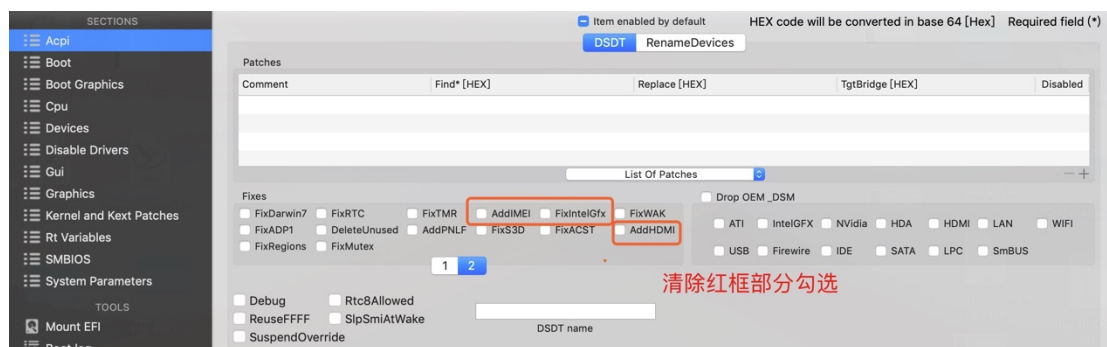 SECTIONS
Item enabled by default
HEX code will be converted in base 64 [Hex]
Required field (*)
Acpi
Boot
Boot Graphics
Cpu
Devices
Disable Drivers
Gui
Graphics
Kernel and Kext Patches
Rt Variables
SMBIOS
System Parameters
TOOLS
Mount EFI
DSDT RenameDevices
Patches
Comment Find* [HEX] Replace [HEX] TgtBridge [HEX] Disabled
List Of Patches
Fixes
FixDarwin7 FixRTC FixTMR AddIMEI FixIntelGfx FixWAK
FixADP1 DeleteUnused AddPNLF FixS3D FixACST AddHDMI
FixRegions FixMutex
1 2
Drop OEM _DSM
ATI IntelGFX NVidia HDA HDMI LAN WIFI
USB Firewire IDE SATA LPC SmBUS
清除红框部分勾选
Debug Rtc8Allowed
ReuseFFFF SlpSmiAtWake
SuspendOverride
DSDT name